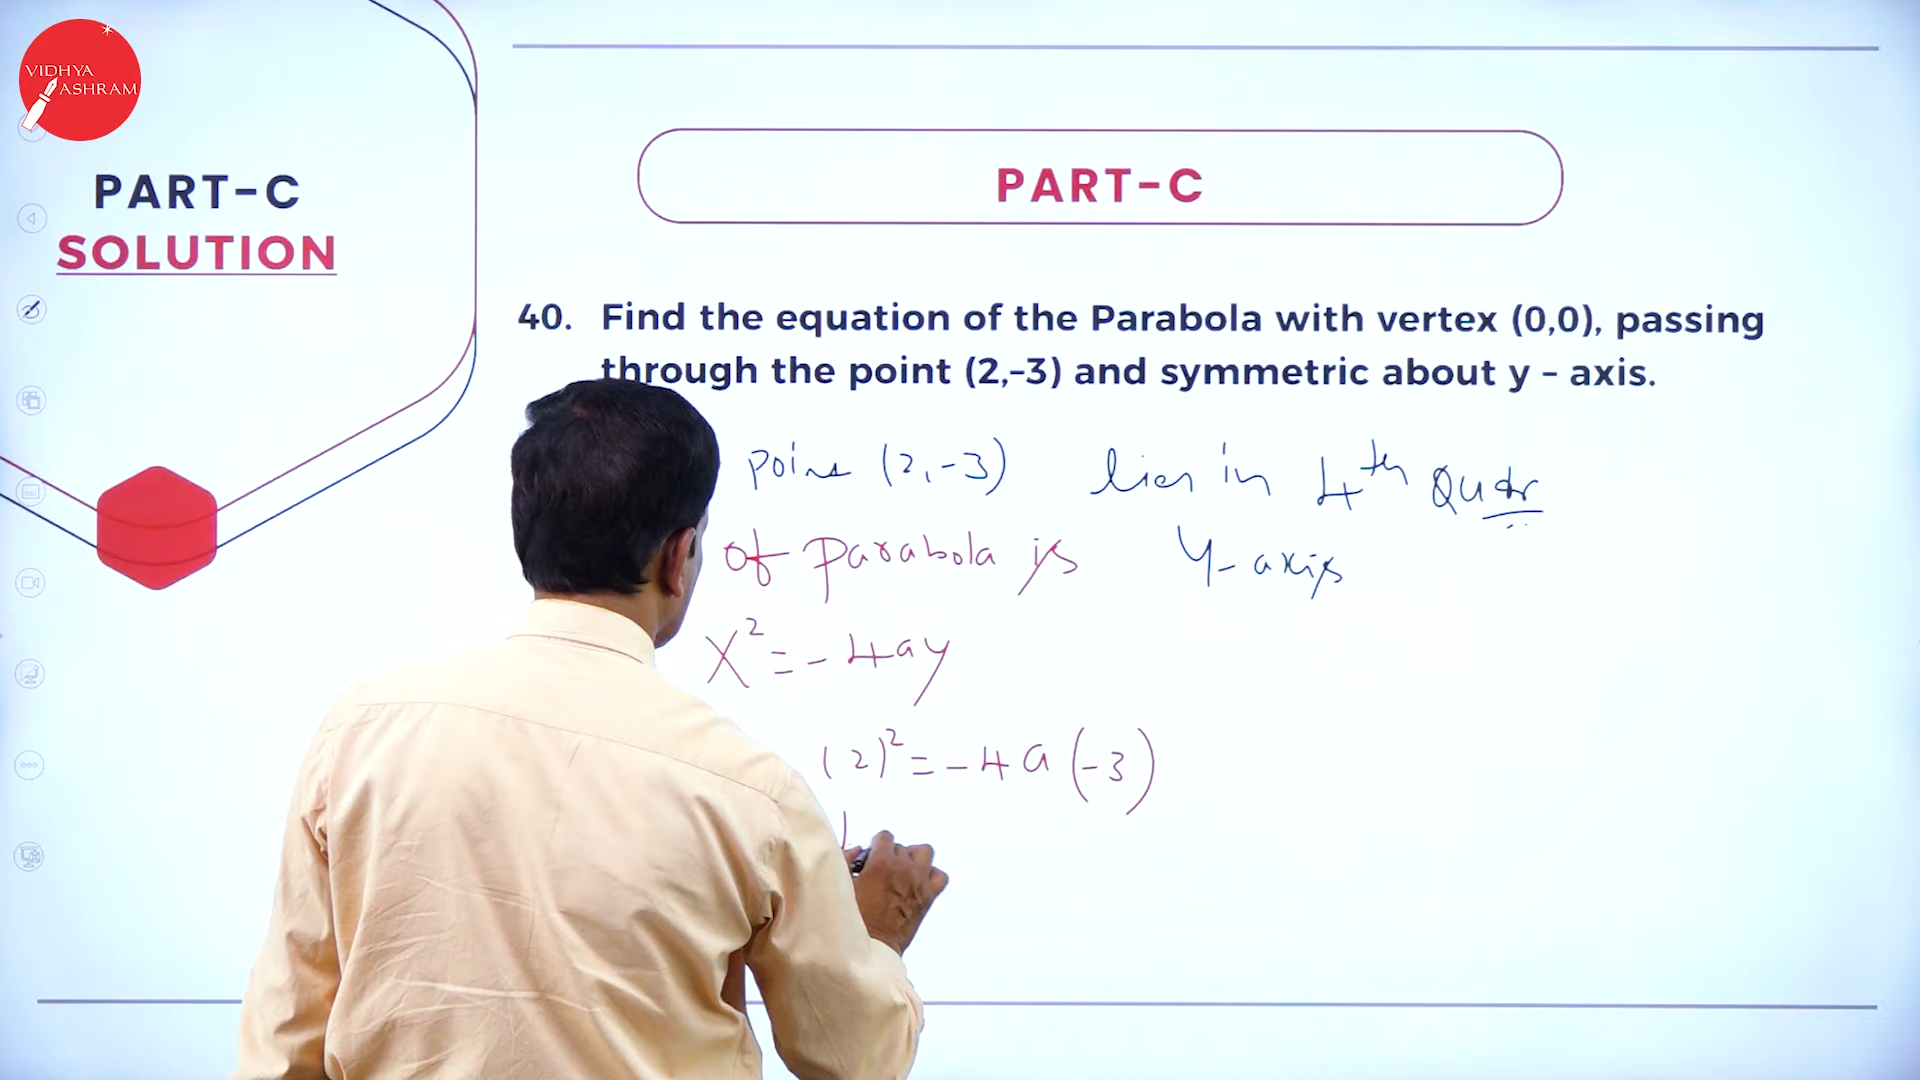 VIDHYA
ASHRAM
PART-C
SOLUTION
PART-C
40. Find the equation of the Parabola with vertex (0,0), passing
through the point (2,-3) and symmetric about y - axis.
point (2,-3) lies in 4th Quadr
of Parabola is Y-axis
X² = -4ay
(2)² = -4a(-3)